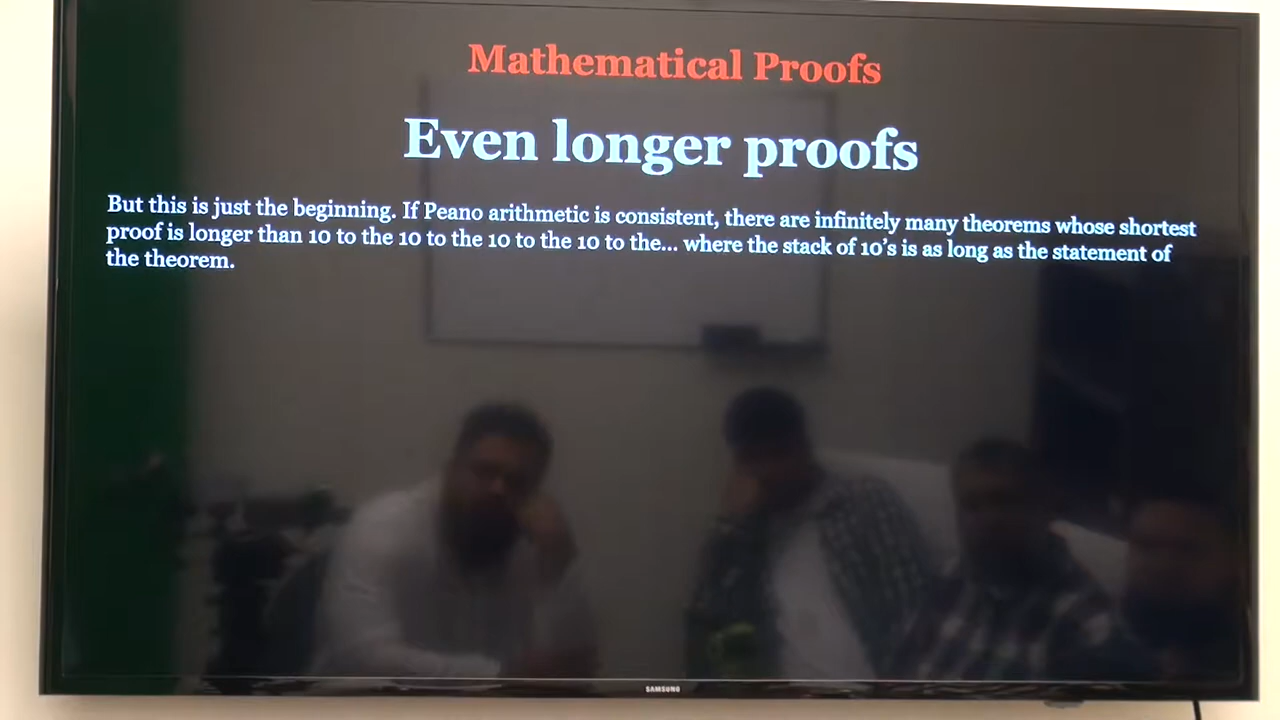 Mathematical Proofs
Even longer proofs
But this is just the beginning. If Peano arithmetic is consistent, there are infinitely many theorems whose shortest
proof is longer than 10 to the 10 to the 10 to the 10 to the... where the stack of 10’s is as long as the statement of
the theorem.
SAMSUNG